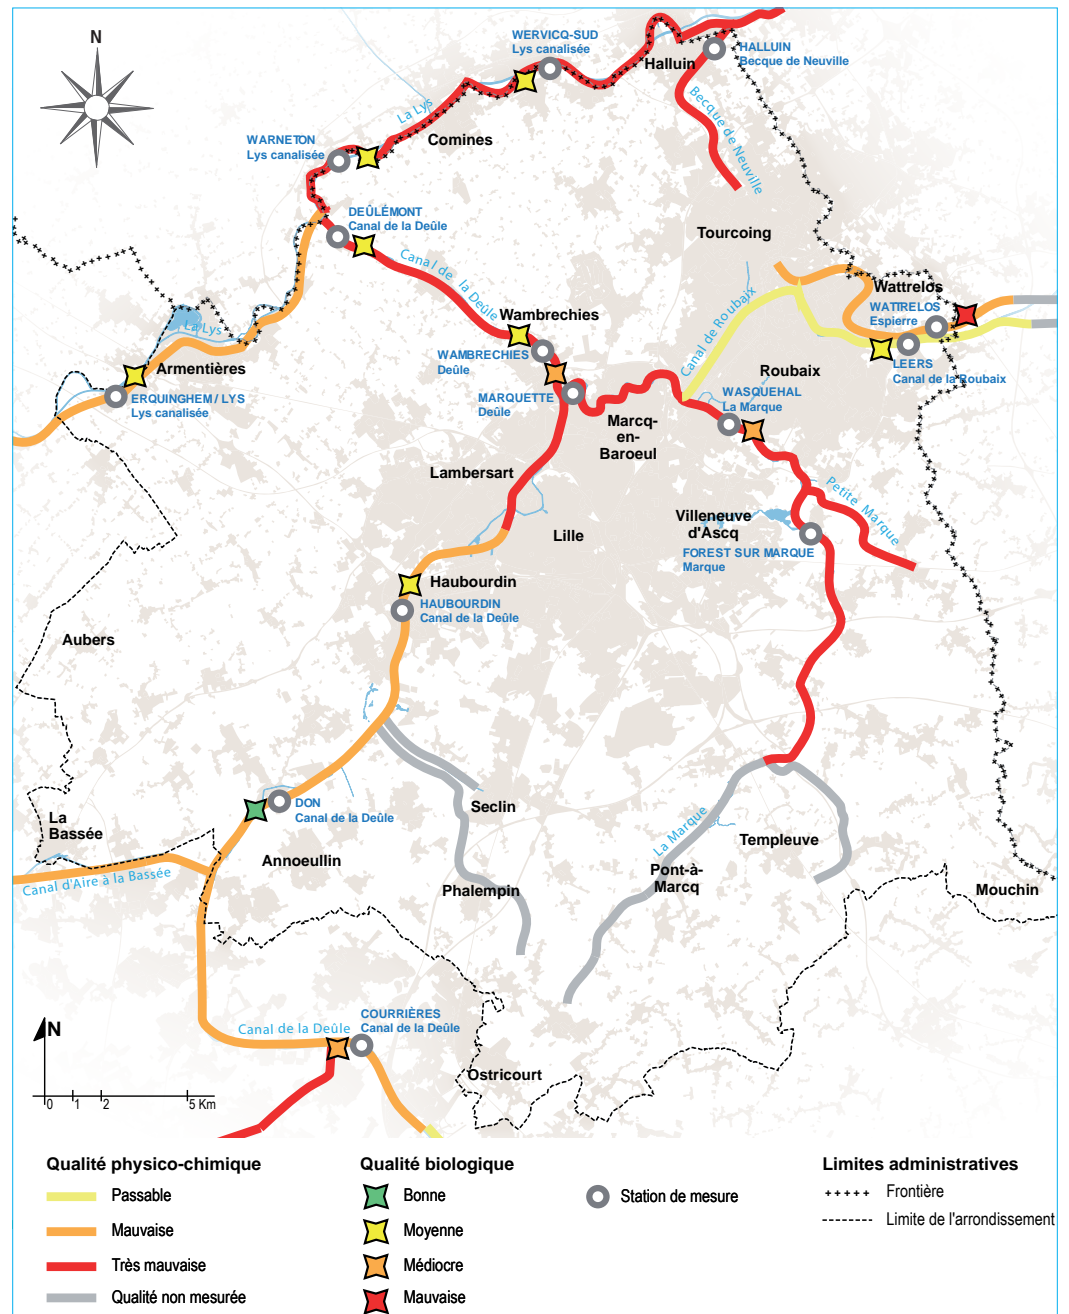 N
WERVICQ-SUD
Lys canalisée
HALLUIN
Becque de Neuville
Halluin
Becque de Neuville
La Lys
Comines
WARNETON
Lys canalisée
DEÛLÉMONT
Canal de la Deûle
Canal de la Deûle
Tourcoing
Wattrelos
WATTRELOS
Espierre
Canal de Roubaix
Wambrechies
WAMBRECHIES
Deûle
La Lys
Armentières
ERQUINGHEM / LYS
Lys canalisée
MARQUETTE
Deûle
Roubaix
LEERS
Canal de la Roubaix
WASQUEHAL
La Marque
Marcq-
en-
Baroeul
Lambersart
Petite Marque
Villeneuve
d'Ascq
Lille
FOREST SUR MARQUE
Marque
Haubourdin
HAUBOURDIN
Canal de la Deûle
Aubers
DON
Canal de la Deûle
Seclin
La
Bassée
La Marque
Templeuve
Annoeullin
Canal d'Aire à la Bassée
Phalempin
Pont-à-
Marcq
Mouchin
COURRIÈRES
Canal de la Deûle
Canal de la Deûle
N
Ostricourt
0 1 2 5 Km
Qualité physico-chimique
Passable
Mauvaise
Très mauvaise
Qualité non mesurée
Qualité biologique
Bonne
Moyenne
Médiocre
Mauvaise
Station de mesure
Limites administratives
Frontière
Limite de l'arrondissement